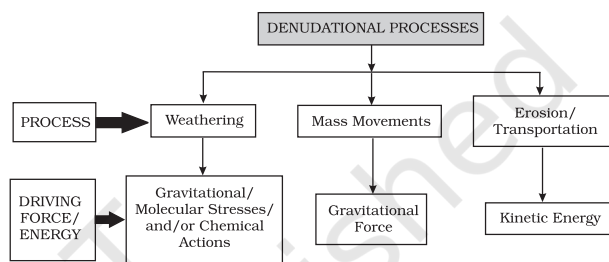 DENUDATIONAL PROCESSES
PROCESS
Weathering
Mass Movements
Erosion/
Transportation
DRIVING
FORCE/
ENERGY
Gravitational/
Molecular Stresses/
and/or Chemical
Actions
Gravitational
Force
Kinetic Energy